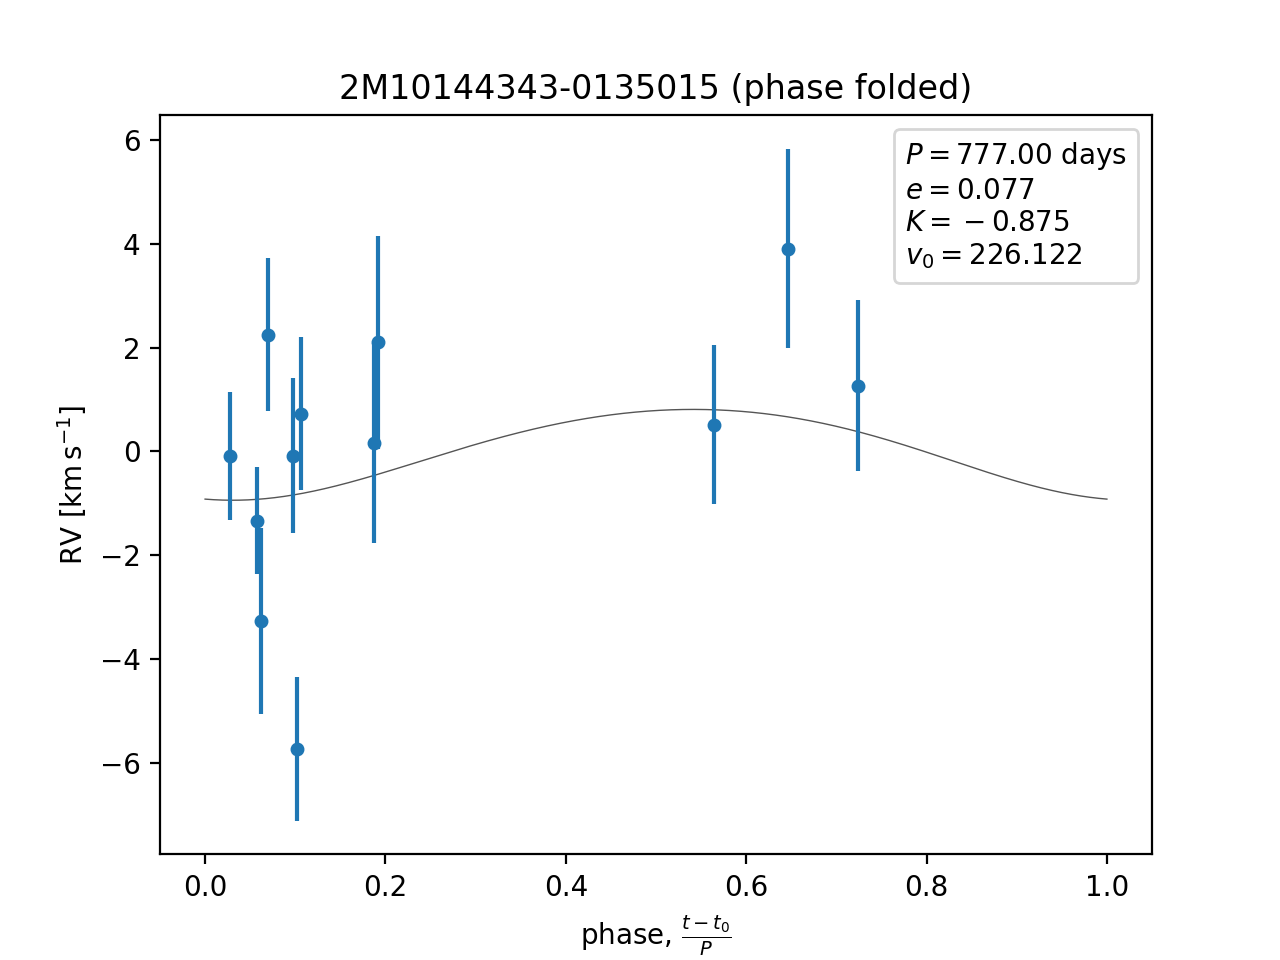 2M10144343-0135015 (phase folded)
P = 777.00 days
e = 0.077
K = −0.875
v₀ = 226.122
RV [km s⁻¹]
6
4
2
0
−2
−4
−6
0.0 0.2 0.4 0.6 0.8 1.0
phase, (t − t₀)/P